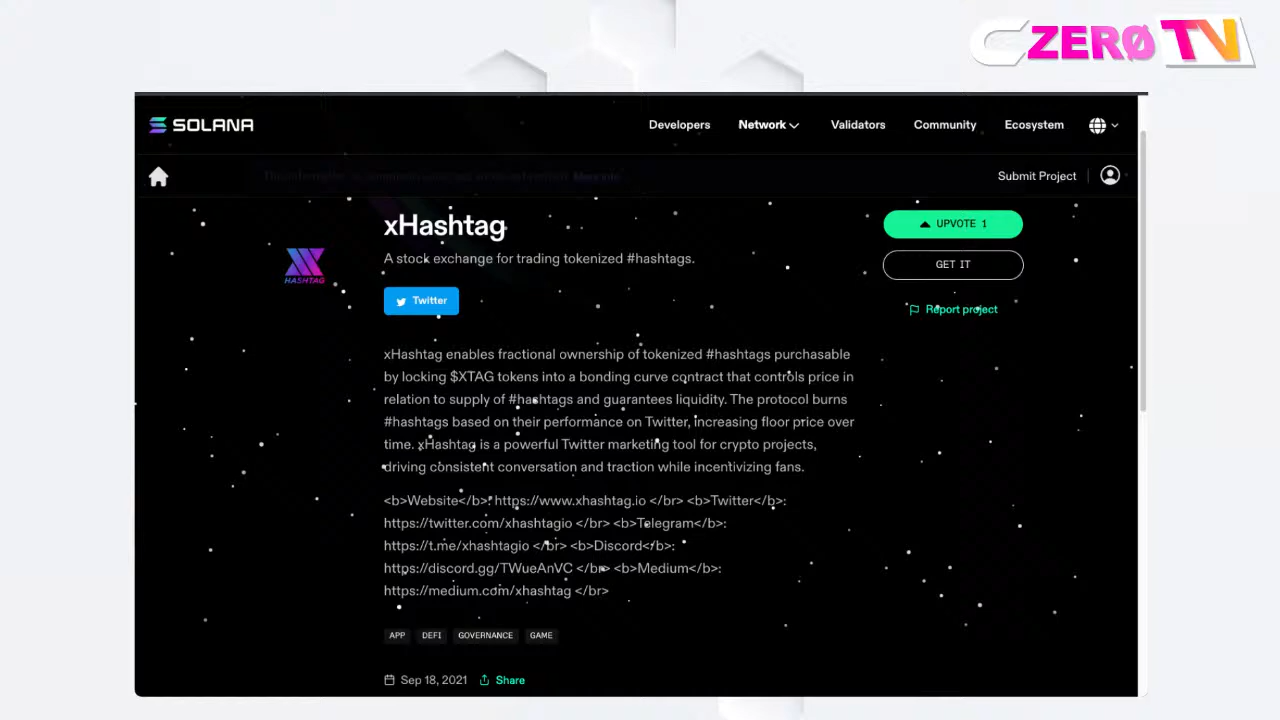 CZERØ TV
SOLANA
Developers
Network
Validators
Community
Ecosystem
Submit Project
xHashtag
UPVOTE 1
HASHTAG
A stock exchange for trading tokenized #hashtags.
GET IT
Twitter
Report project
xHashtag enables fractional ownership of tokenized #hashtags purchasable
by locking $XTAG tokens into a bonding curve contract that controls price in
relation to supply of #hashtags and guarantees liquidity. The protocol burns
#hashtags based on their performance on Twitter, increasing floor price over
time. xHashtag is a powerful Twitter marketing tool for crypto projects,
driving consistent conversation and traction while incentivizing fans.
<b>Website</b>: https://www.xhashtag.io </br> <b>Twitter</b>:
https://twitter.com/xhashtagio </br> <b>Telegram</b>:
https://t.me/xhashtagio </br> <b>Discord</b>:
https://discord.gg/TWueAnVC </br> <b>Medium</b>:
https://medium.com/xhashtag </br>
APP
DEFI
GOVERNANCE
GAME
Sep 18, 2021
Share